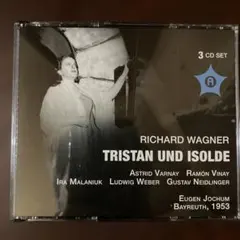 3 CD SET
A
RICHARD WAGNER
TRISTAN UND ISOLDE
ASTRID VARNAY RAMÓN VINAY
IRA MALANIUK LUDWIG WEBER GUSTAV NEIDLINGER
EUGEN JOCHUM
BAYREUTH, 1953